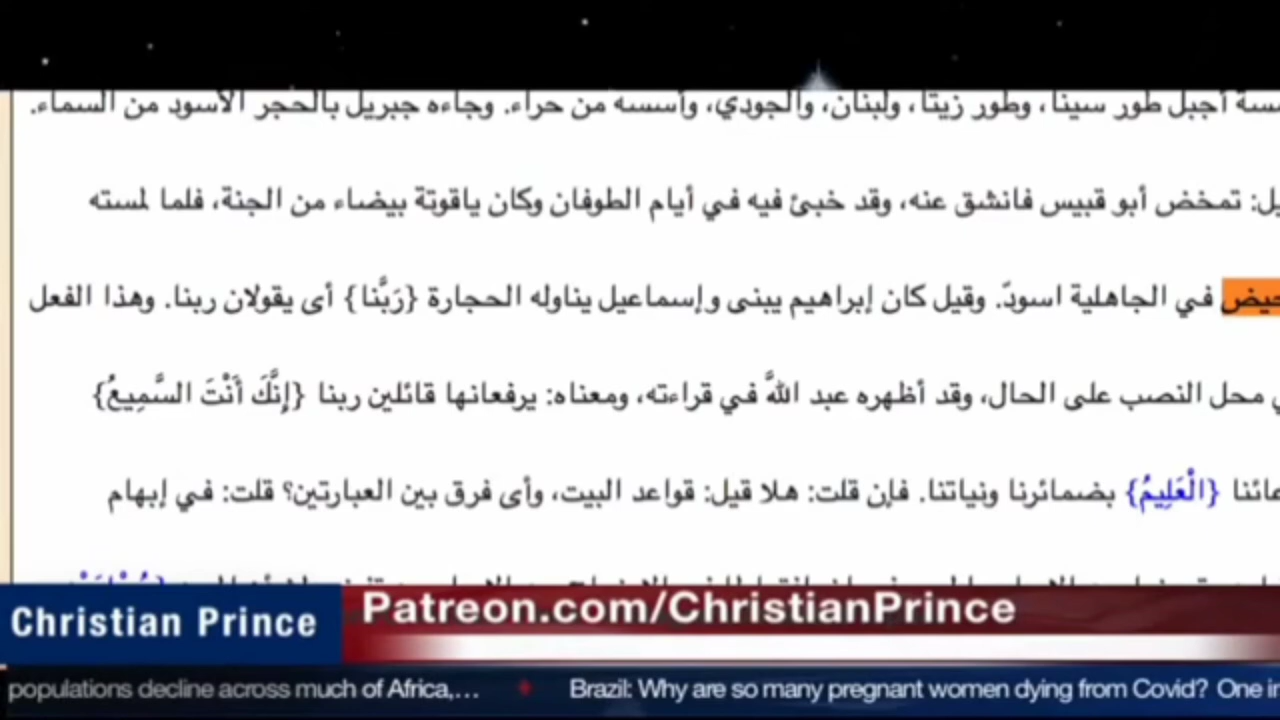 أجبل طور سينا، وطور زيتا، ولبنان، والجودي، وأسسه من حراء. وجاءه جبريل بالحجر الأسود من السماء.
تمخض أبو قبيس فانشق عنه، وقد خبئ فيه في أيام الطوفان وكان ياقوتة بيضاء من الجنة، فلما لمسته
في الجاهلية اسودّ. وقيل كان إبراهيم يبنى وإسماعيل يناوله الحجارة {رَبَّنا} أى يقولان ربنا. وهذا الفعل
محل النصب على الحال، وقد أظهره عبد اللَّه في قراءته، ومعناه: يرفعانها قائلين ربنا {إِنَّكَ أَنْتَ السَّمِيعُ}
{الْعَلِيمُ} بضمائرنا ونياتنا. فإن قلت: هلا قيل: قواعد البيت، وأى فرق بين العبارتين؟ قلت: في إبهام
Christian Prince
Patreon.com/ChristianPrince
populations decline across much of Africa,… Brazil: Why are so many pregnant women dying from Covid? One in